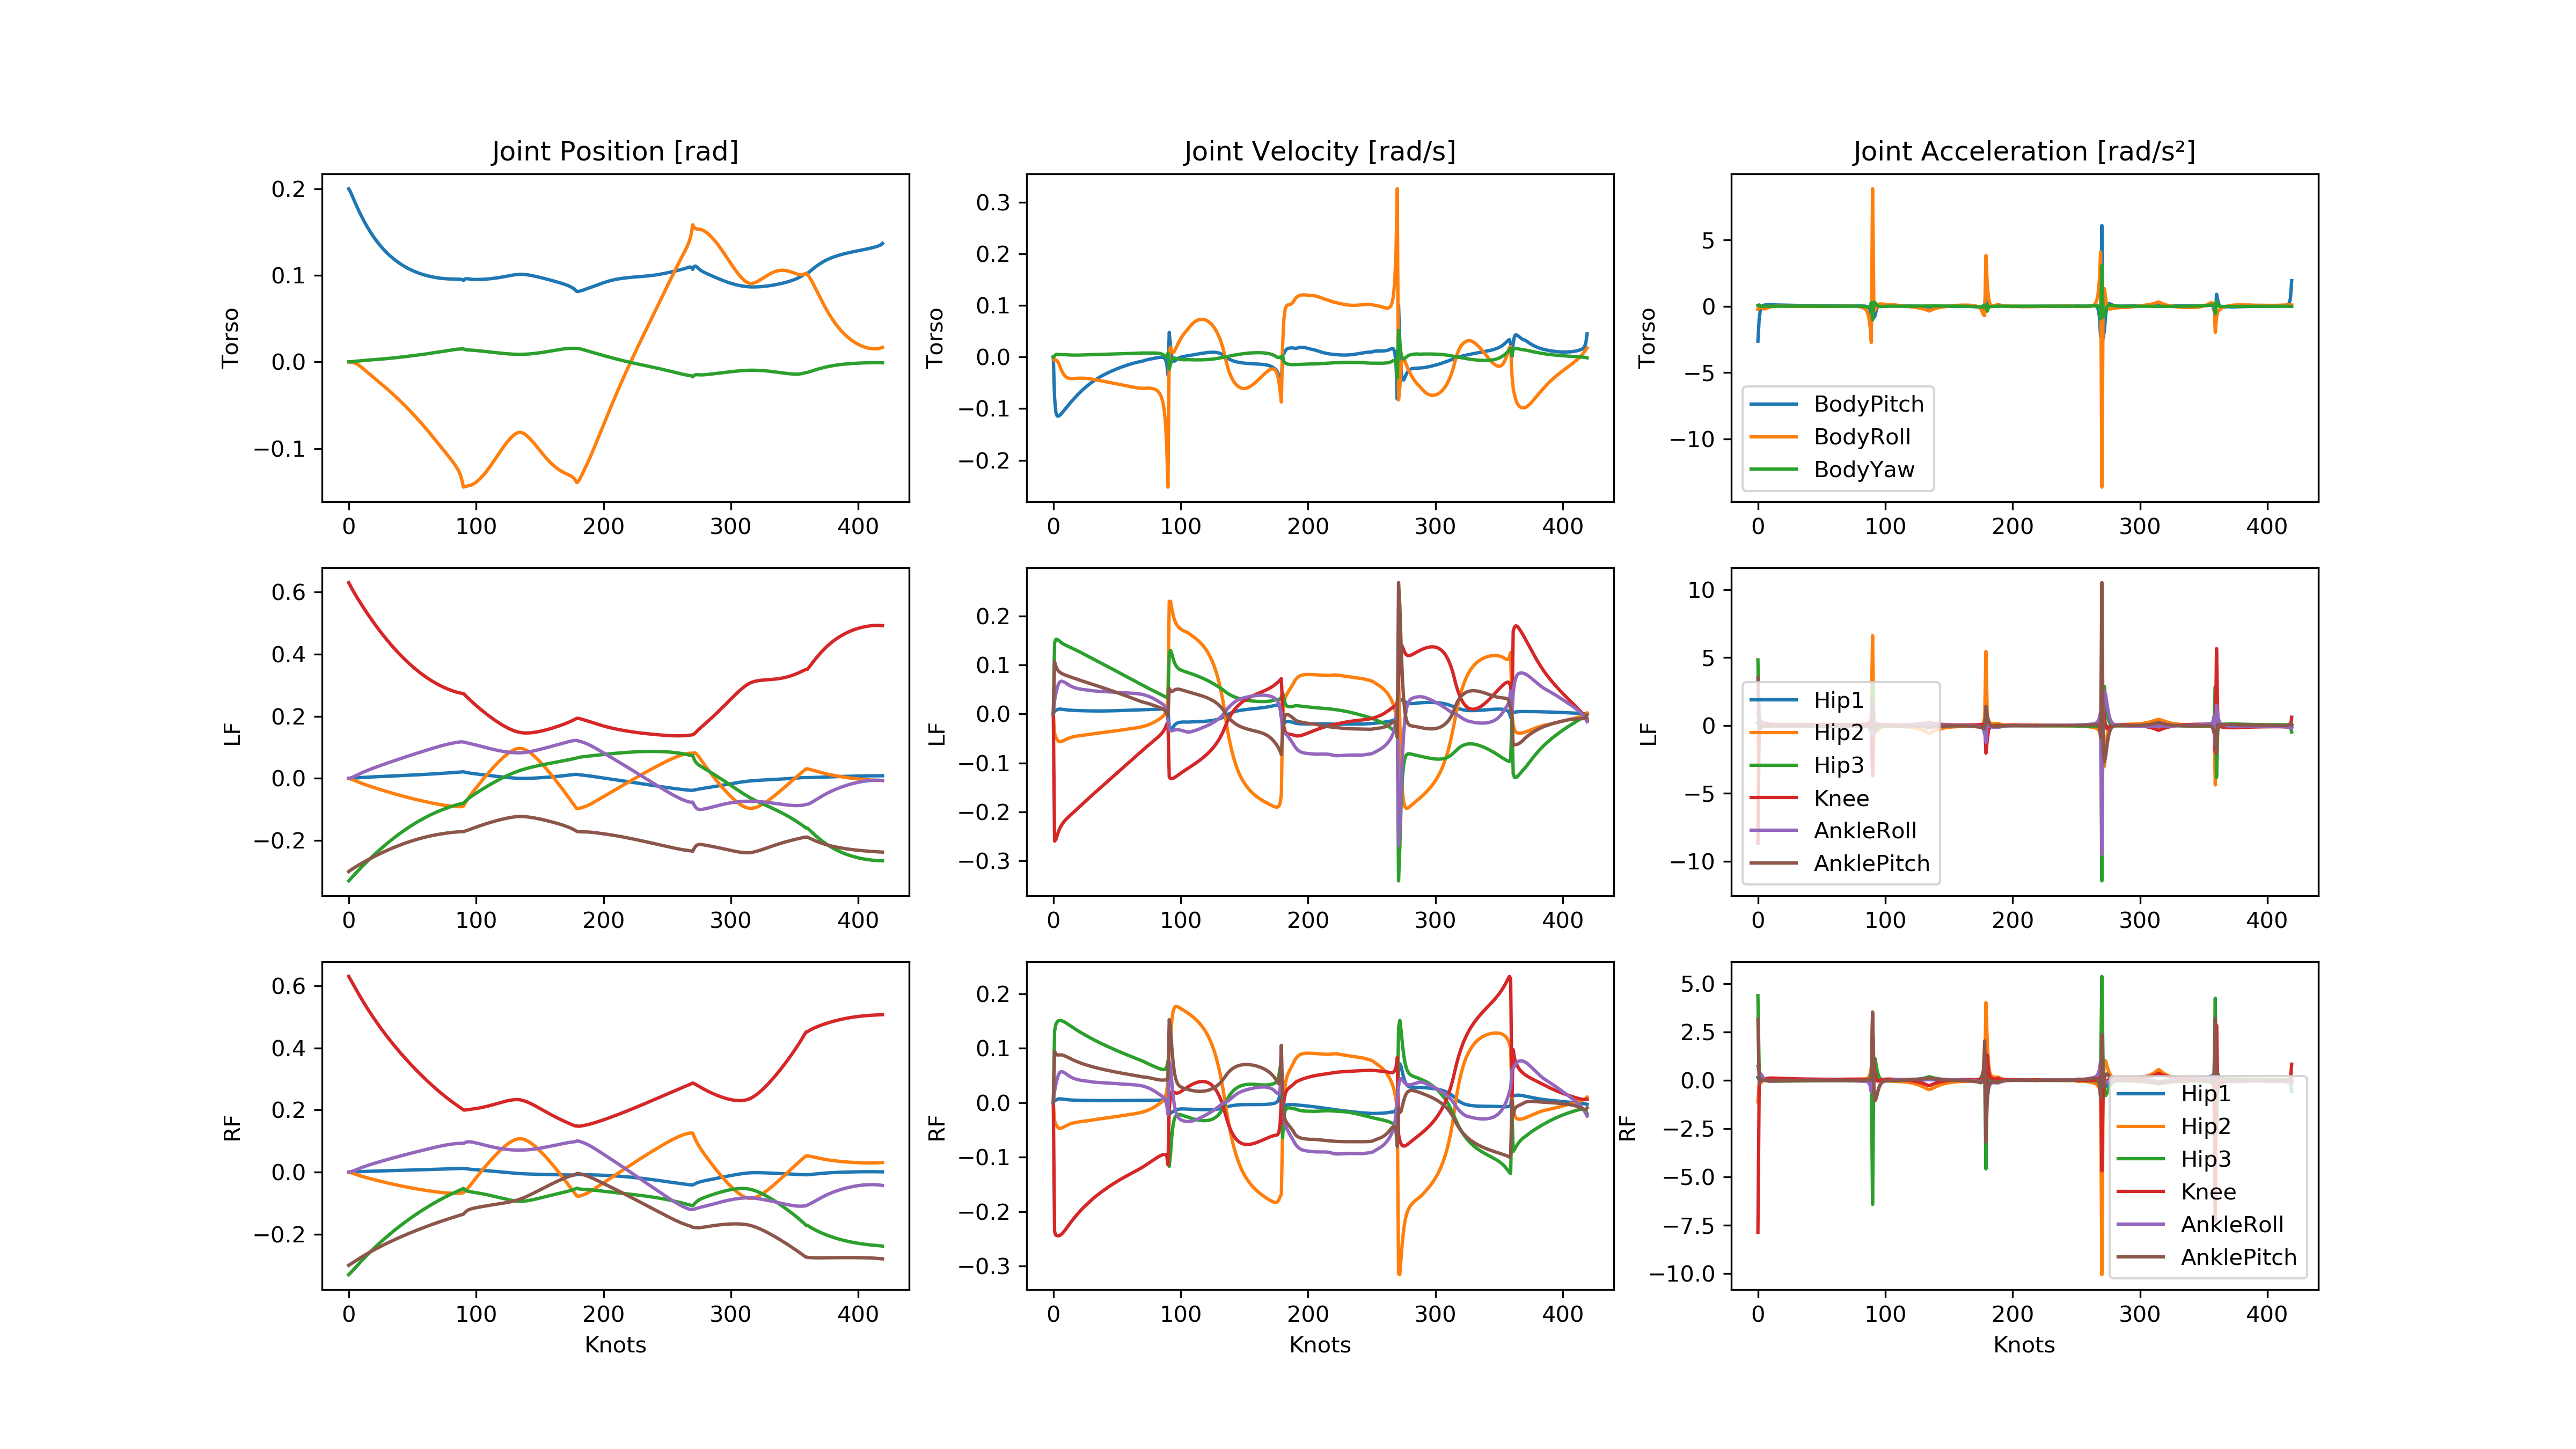 Joint Position [rad]
Joint Velocity [rad/s]
Joint Acceleration [rad/s²]
Torso
0.2
0.1
0.0
−0.1
0 100 200 300 400
Torso
0.3
0.2
0.1
0.0
−0.1
−0.2
0 100 200 300 400
Torso
5
0
−5
−10
BodyPitch
BodyRoll
BodyYaw
0 100 200 300 400
LF
0.6
0.4
0.2
0.0
−0.2
0 100 200 300 400
LF
0.2
0.1
0.0
−0.1
−0.2
−0.3
0 100 200 300 400
LF
10
5
0
−5
−10
Hip1
Hip2
Hip3
Knee
AnkleRoll
AnklePitch
0 100 200 300 400
RF
0.6
0.4
0.2
0.0
−0.2
0 100 200 300 400
Knots
RF
0.2
0.1
0.0
−0.1
−0.2
−0.3
0 100 200 300 400
Knots
RF
5.0
2.5
0.0
−2.5
−5.0
−7.5
−10.0
Hip1
Hip2
Hip3
Knee
AnkleRoll
AnklePitch
0 100 200 300 400
Knots